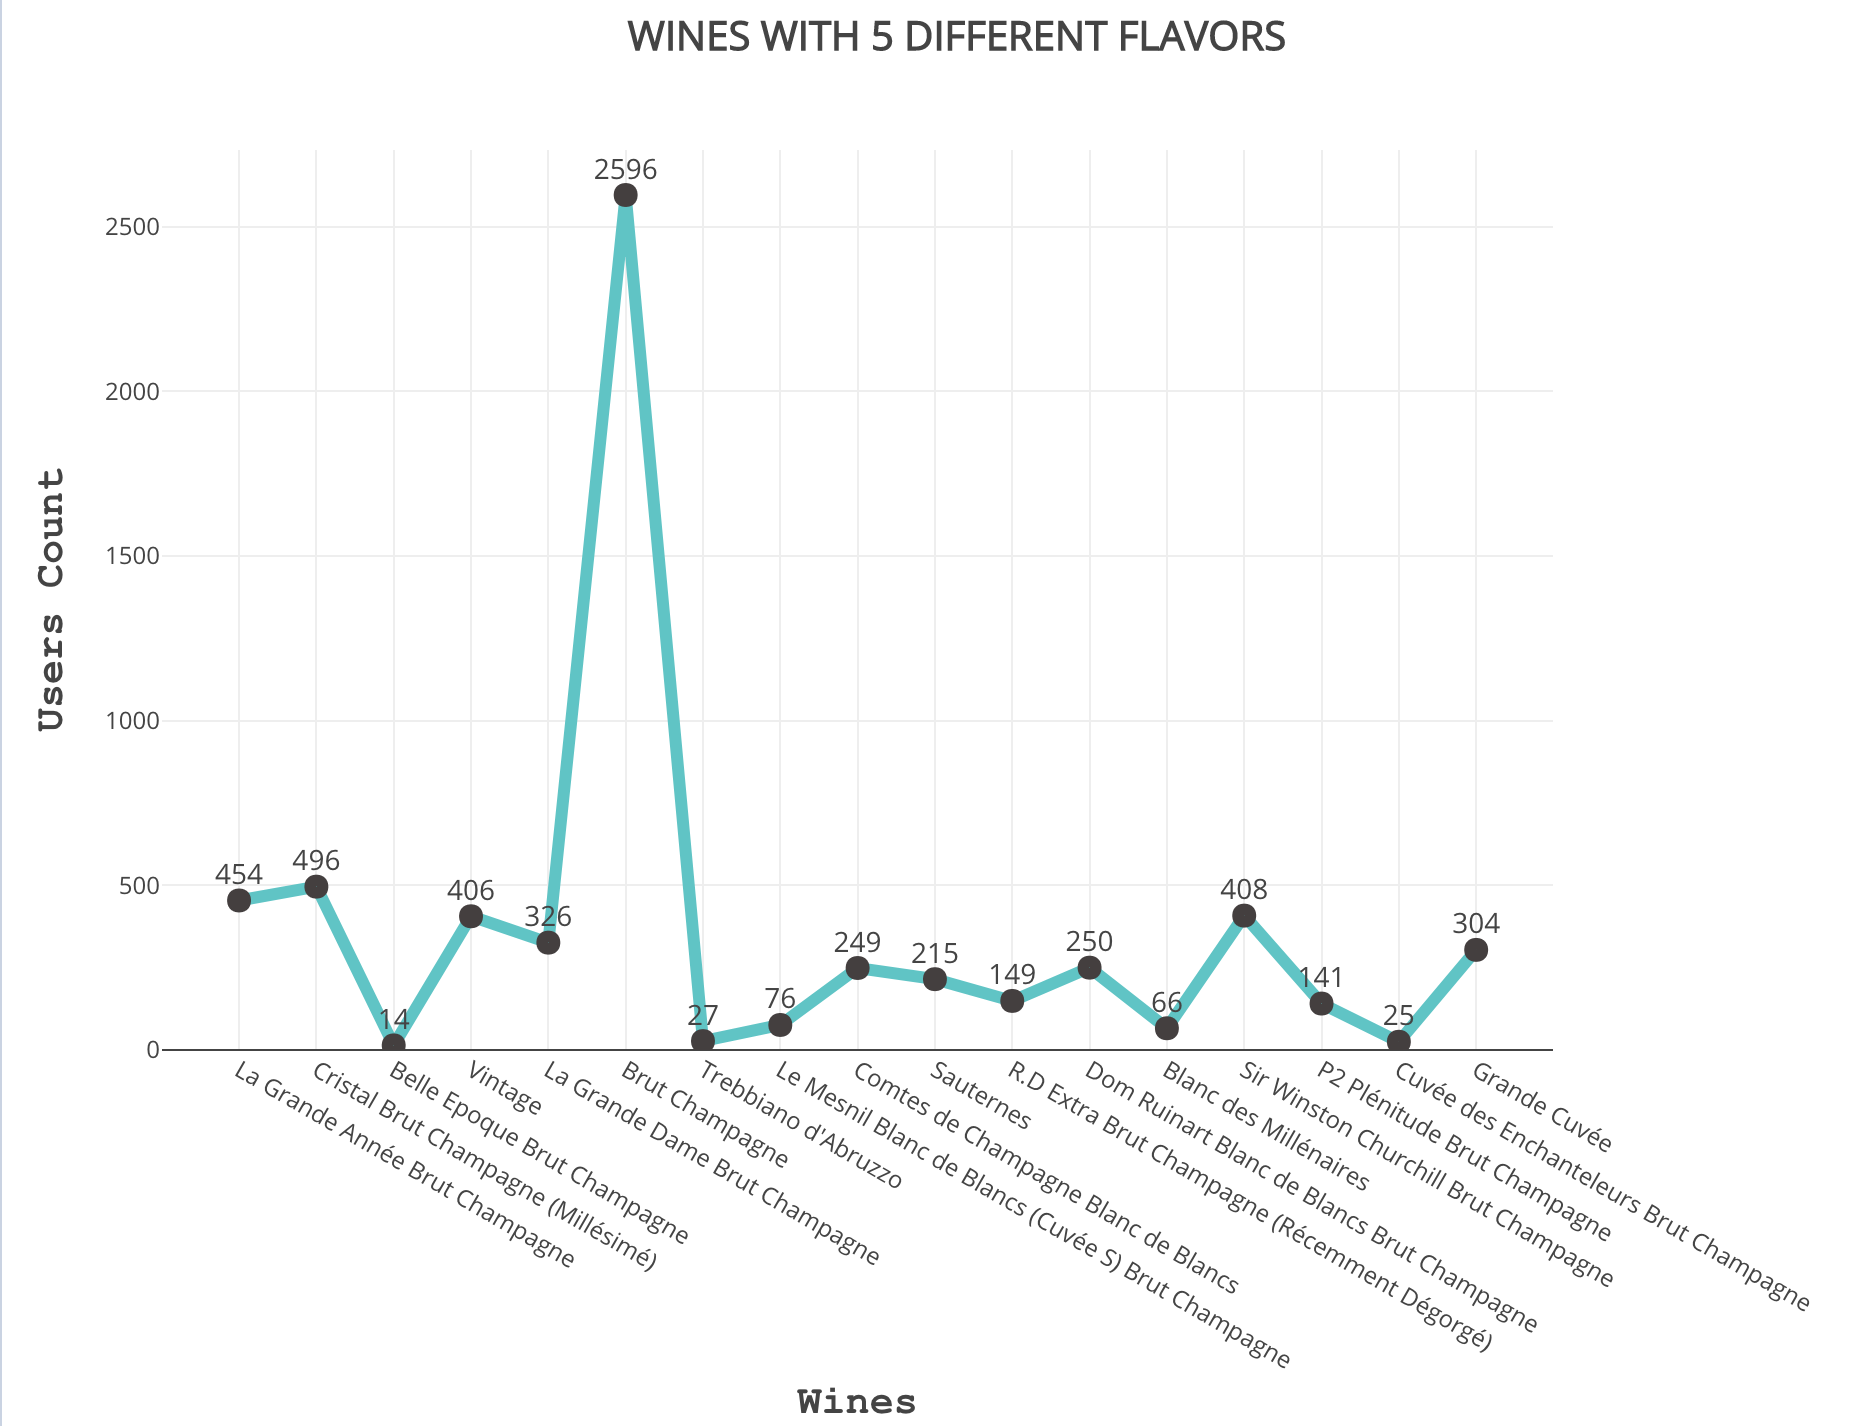 WINES WITH 5 DIFFERENT FLAVORS
Users Count
2500
2000
1500
1000
500
0
454
496
14
406
326
2596
27
76
249
215
149
250
66
408
141
25
304
La Grande Année Brut Champagne
Cristal Brut Champagne (Millésimé)
Belle Epoque Brut Champagne
Vintage
La Grande Dame Brut Champagne
Brut Champagne
Trebbiano d'Abruzzo
Le Mesnil Blanc de Blancs (Cuvée S) Brut Champagne
Comtes de Champagne Blanc de Blancs
Sauternes
R.D Extra Brut Champagne (Récemment Dégorgé)
Dom Ruinart Blanc de Blancs Brut Champagne
Blanc des Millénaires
Sir Winston Churchill Brut Champagne
P2 Plénitude Brut Champagne
Cuvée des Enchanteleurs Brut Champagne
Grande Cuvée
Wines